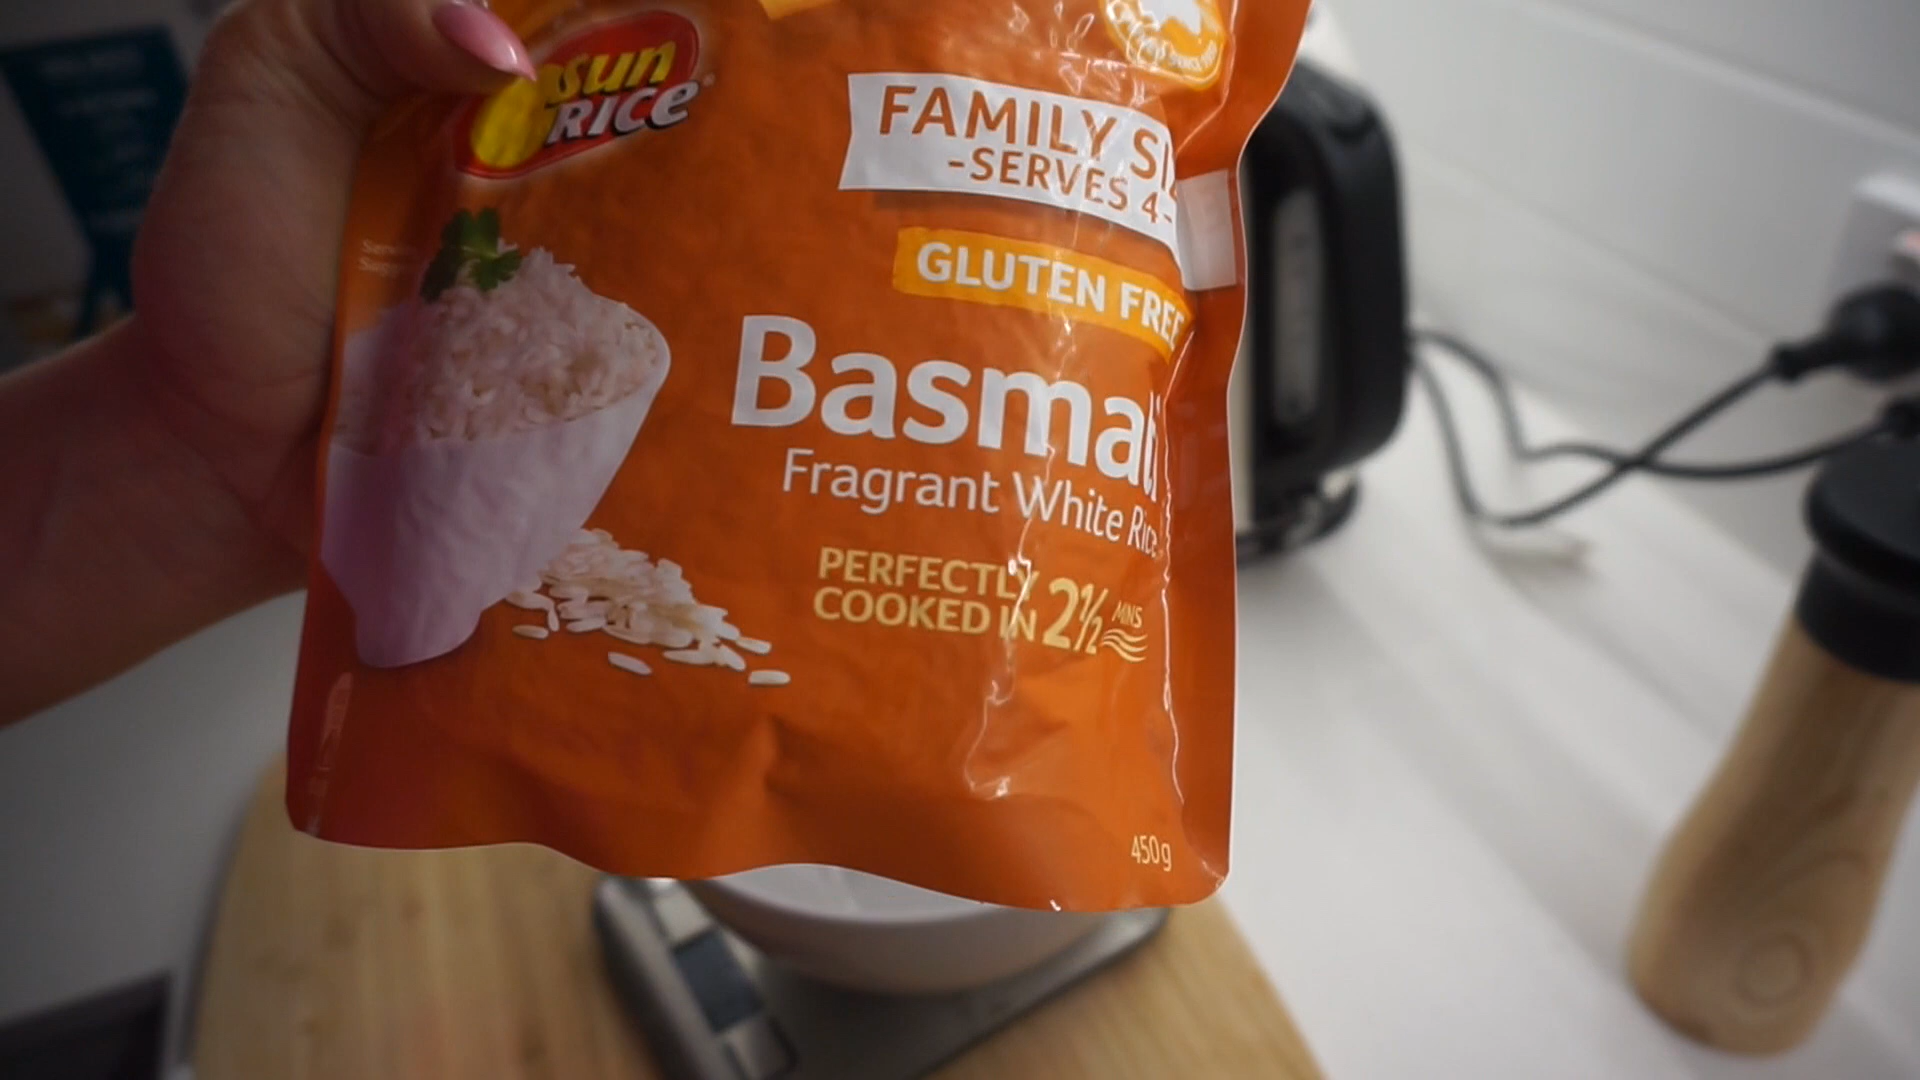 sun
RICE
FAMILY SI
-SERVES 4-
GLUTEN FREE
Basmati
Fragrant White Rice
PERFECTLY
COOKED IN 2½ MINS
450g